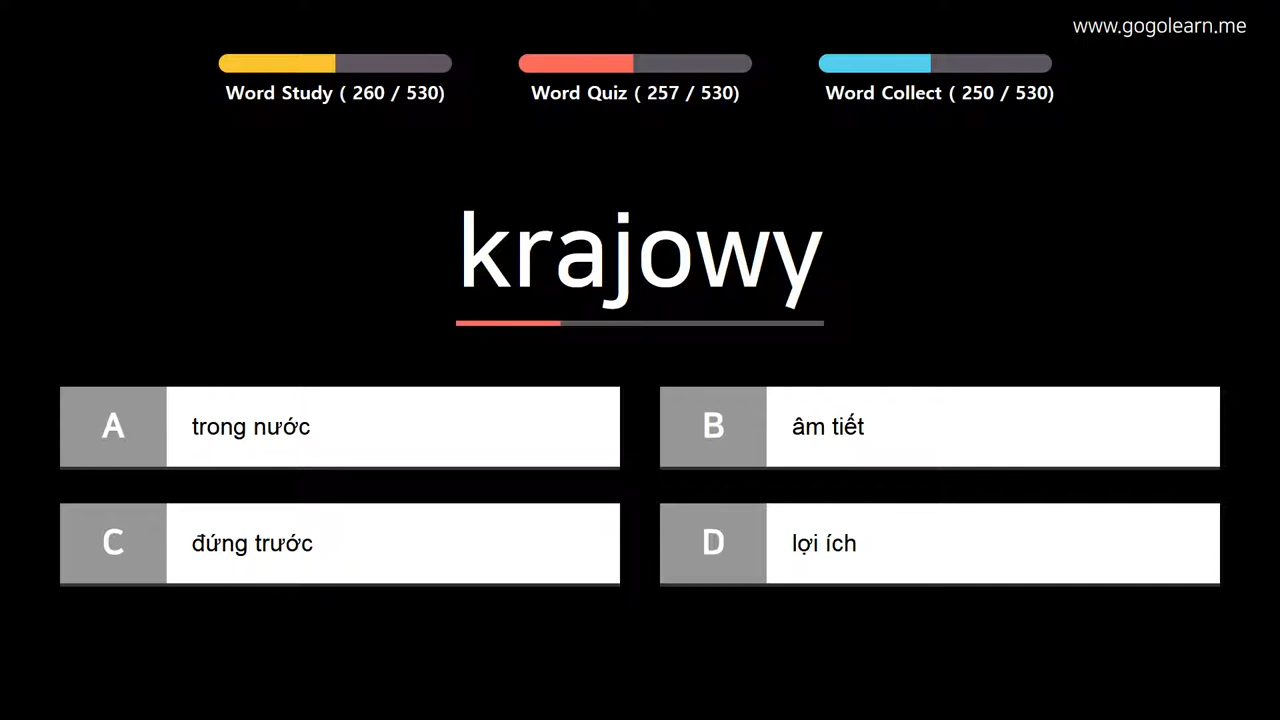 www.gogolearn.me
Word Study ( 260 / 530)
Word Quiz ( 257 / 530)
Word Collect ( 250 / 530)
krajowy
A trong nước
B âm tiết
C đứng trước
D lợi ích